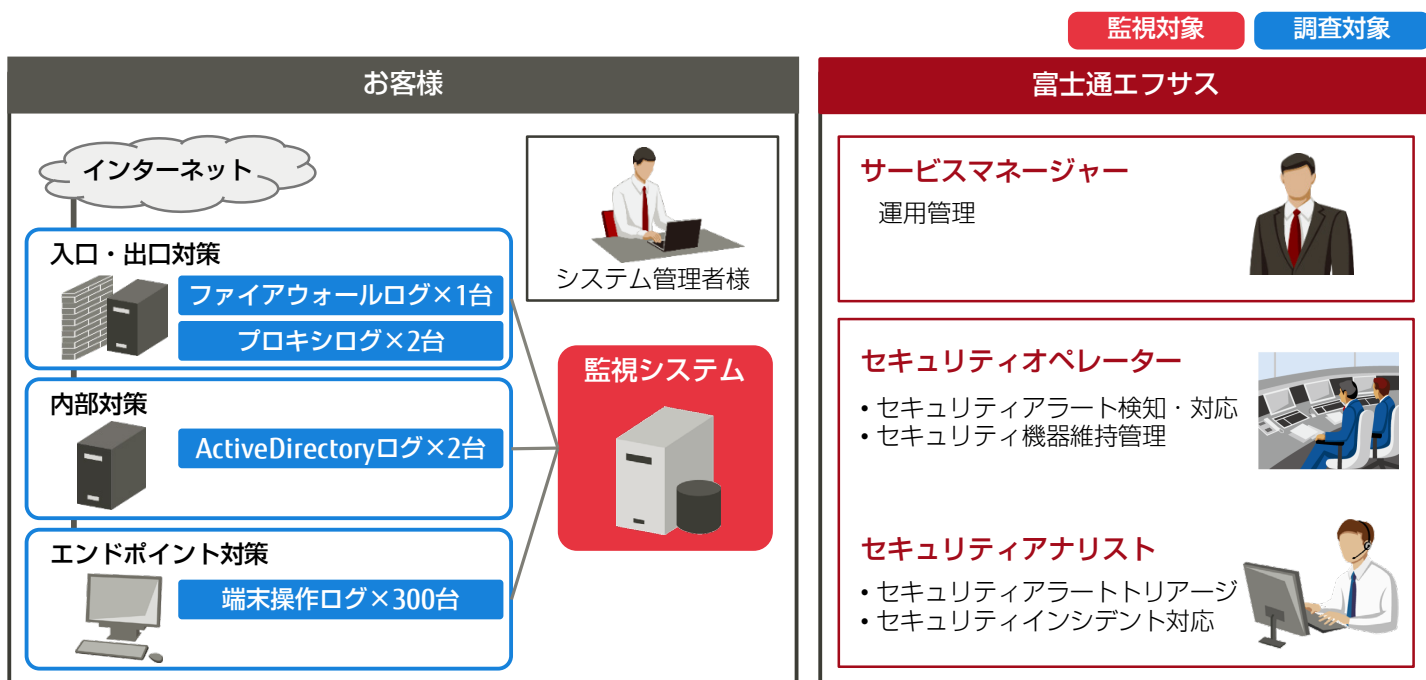 監視対象
調査対象
お客様
インターネット
システム管理者様
入口・出口対策
ファイアウォールログ×1台
プロキシログ×2台
内部対策
ActiveDirectoryログ×2台
エンドポイント対策
端末操作ログ×300台
監視システム
富士通エフサス
サービスマネージャー
運用管理
セキュリティオペレーター
•セキュリティアラート検知・対応
•セキュリティ機器維持管理
セキュリティアナリスト
•セキュリティアラートトリアージ
•セキュリティインシデント対応